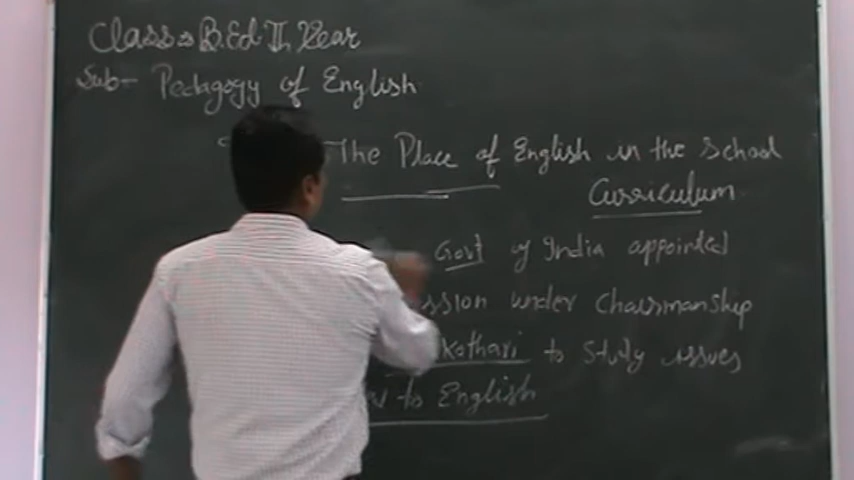 Class :- B.Ed. II Year
Sub- Pedagogy of English
The Place of English in the School
Curriculum
Govt of India appointed
ssion under Chairmanship
Kothari to study issues
to English